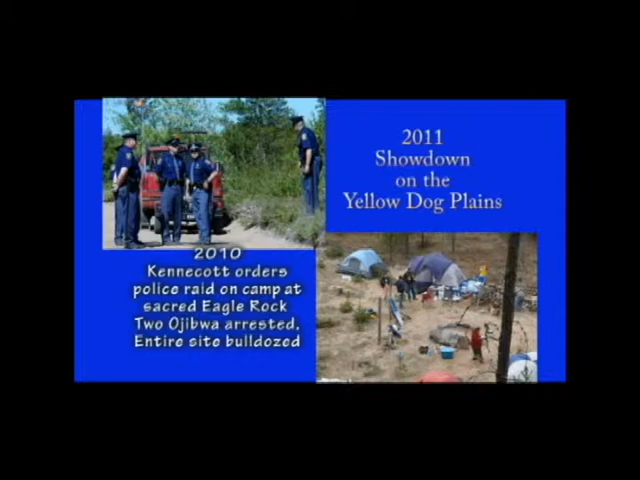 2011
Showdown
on the
Yellow Dog Plains
2010
Kennecott orders
police raid on camp at
sacred Eagle Rock
Two Ojibwa arrested,
Entire site bulldozed